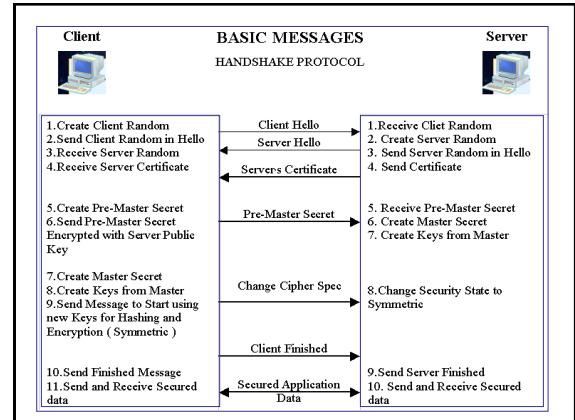 Client
BASIC MESSAGES
Server
HANDSHAKE PROTOCOL
1.Create Client Random
2.Send Client Random in Hello
3.Receive Server Random
4.Receive Server Certificate
5.Create Pre-Master Secret
6.Send Pre-Master Secret
Encrypted with Server Public
Key
7.Create Master Secret
8.Create Keys from Master
9.Send Message to Start using
new Keys for Hashing and
Encryption ( Symmetric )
10.Send Finished Message
11.Send and Receive Secured
data
Client Hello
Server Hello
Server's Certificate
Pre-Master Secret
Change Cipher Spec
Client Finished
Secured Application
Data
1.Receive Cliet Random
2. Create Server Random
3. Send Server Random in Hello
4. Send Certificate
5. Receive Pre-Master Secret
6. Create Master Secret
7. Create Keys from Master
8.Change Security State to
Symmetric
9.Send Server Finished
10. Send and Receive Secured
data